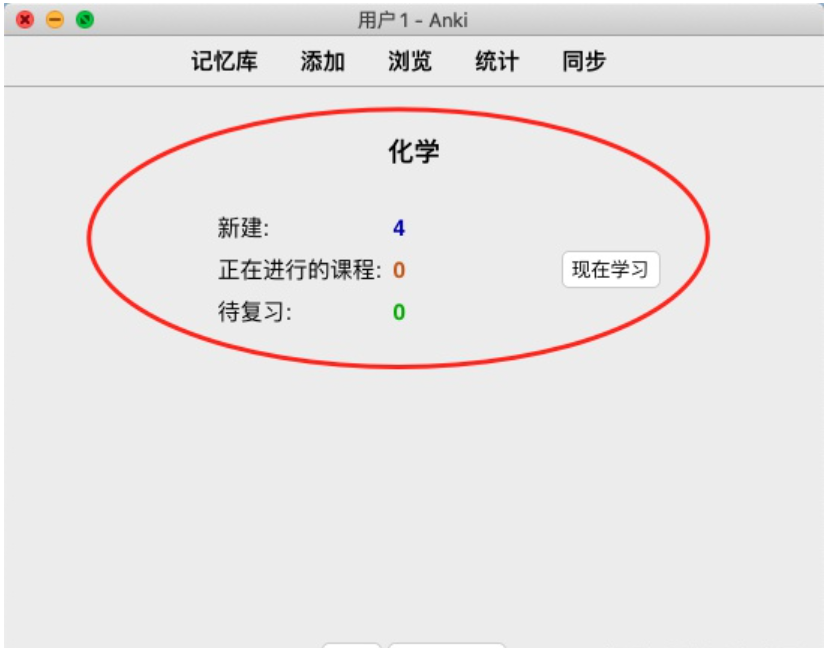 用户 1 - Anki
记忆库 添加 浏览 统计 同步
化学
新建: 4
正在进行的课程: 0 现在学习
待复习: 0